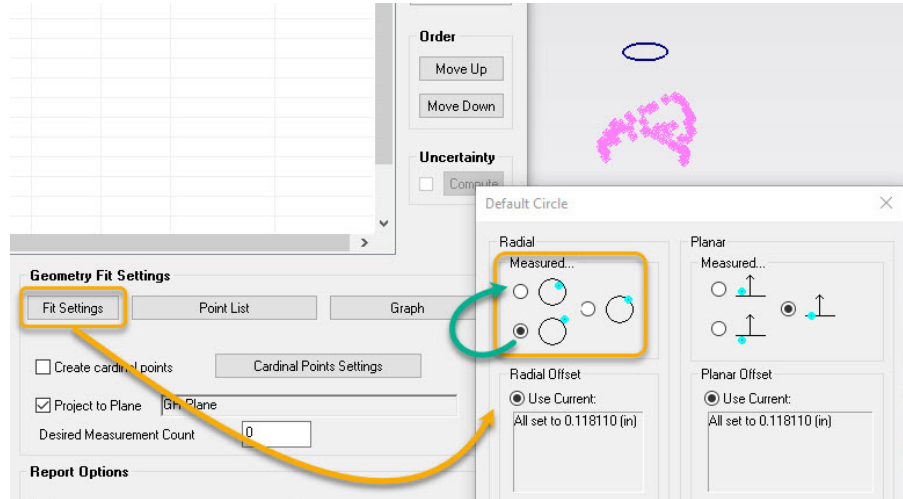 Order
Move Up
Move Down
Uncertainty
Compute
Default Circle
Radial
Measured...
Planar
Measured...
Geometry Fit Settings
Fit Settings
Point List
Graph
Create cardinal points
Cardinal Points Settings
Project to Plane
Plane
Desired Measurement Count
0
Radial Offset
Use Current:
All set to 0.118110 (in)
Planar Offset
Use Current:
All set to 0.118110 (in)
Report Options